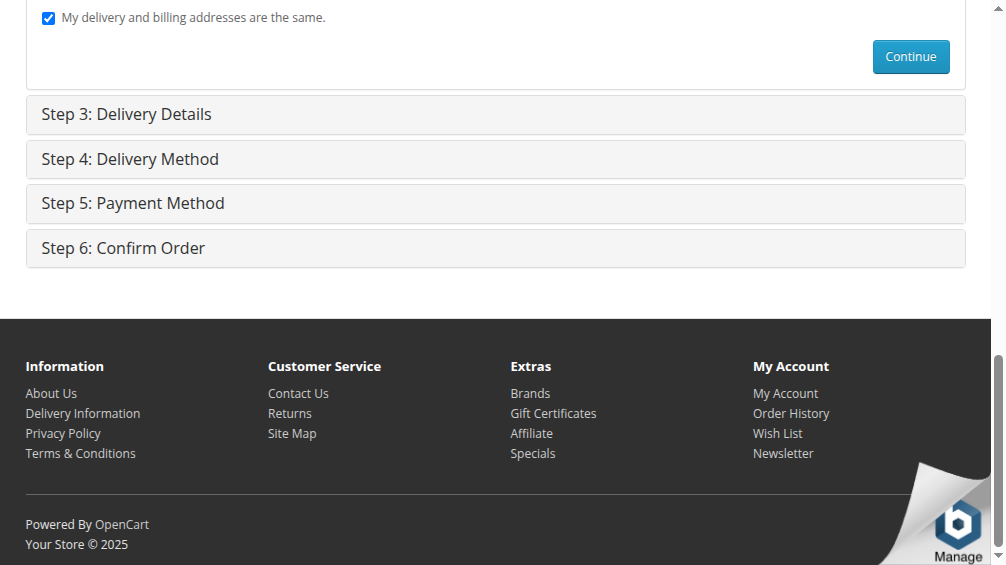 My delivery and billing addresses are the same.
Continue
Step 3: Delivery Details
Step 4: Delivery Method
Step 5: Payment Method
Step 6: Confirm Order
Information
About Us
Delivery Information
Privacy Policy
Terms & Conditions
Customer Service
Contact Us
Returns
Site Map
Extras
Brands
Gift Certificates
Affiliate
Specials
My Account
My Account
Order History
Wish List
Newsletter
Powered By OpenCart
Your Store © 2025
b
Manage